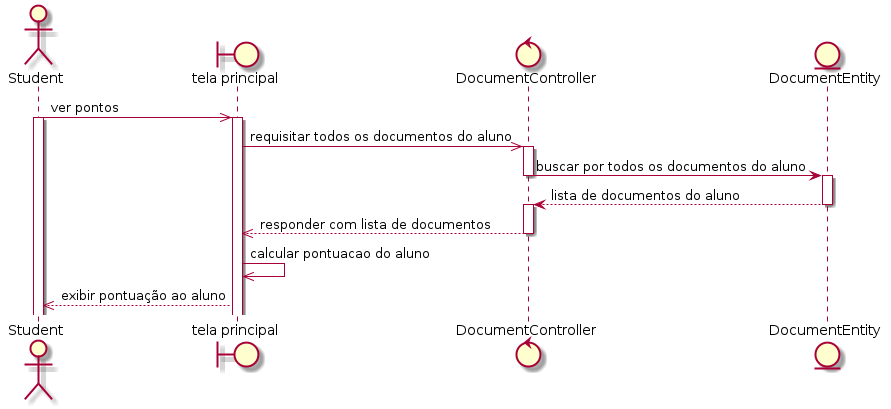 Student
tela principal
DocumentController
DocumentEntity
ver pontos
requisitar todos os documentos do aluno
buscar por todos os documentos do aluno
lista de documentos do aluno
responder com lista de documentos
calcular pontuacao do aluno
exibir pontuação ao aluno
Student
tela principal
DocumentController
DocumentEntity